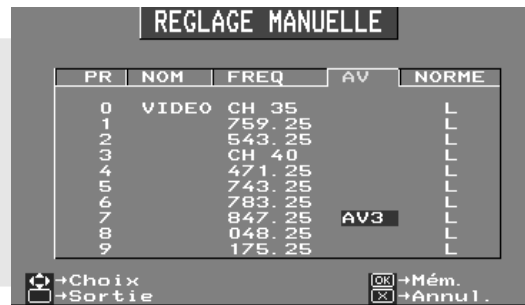 REGLAGE MANUELLE
PR NOM FREQ AV NORME
0 VIDEO CH 35 L
1 759.25 L
2 543.25 L
3 CH 40 L
4 471.25 L
5 743.25 L
6 783.25 L
7 847.25 AV3 L
8 048.25 L
9 175.25 L
→Choix OK→Mém.
→Sortie X→Annul.